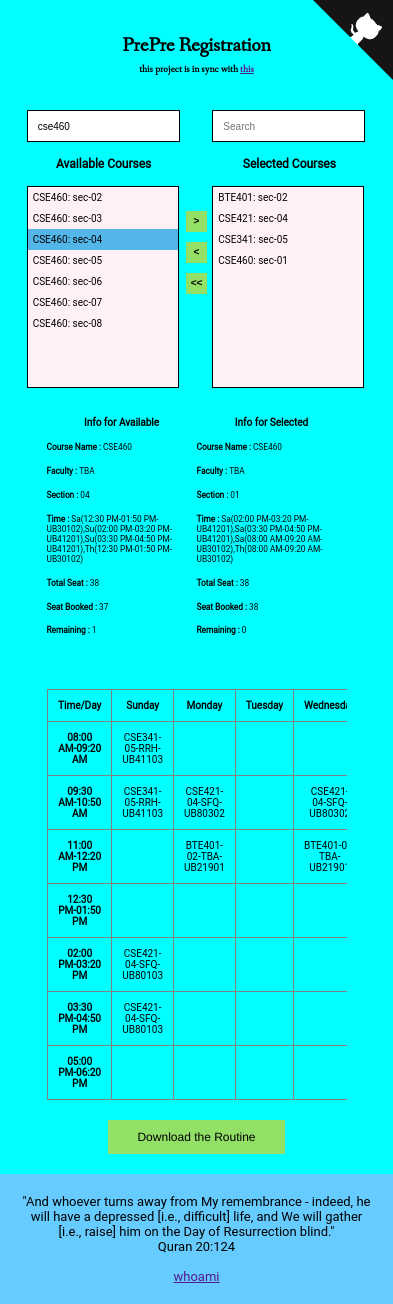 PrePre Registration
this project is in sync with this
cse460
Search
Available Courses
Selected Courses
CSE460: sec-02
CSE460: sec-03
CSE460: sec-04
CSE460: sec-05
CSE460: sec-06
CSE460: sec-07
CSE460: sec-08
>
<
<<
BTE401: sec-02
CSE421: sec-04
CSE341: sec-05
CSE460: sec-01
Info for Available
Course Name : CSE460
Faculty : TBA
Section : 04
Time : Sa(12:30 PM-01:50 PM-
UB30102),Su(02:00 PM-03:20 PM-
UB41201),Su(03:30 PM-04:50 PM-
UB41201),Th(12:30 PM-01:50 PM-
UB30102)
Total Seat : 38
Seat Booked : 37
Remaining : 1
Info for Selected
Course Name : CSE460
Faculty : TBA
Section : 01
Time : Sa(02:00 PM-03:20 PM-
UB41201),Sa(03:30 PM-04:50 PM-
UB41201),Sa(08:00 AM-09:20 AM-
UB30102),Th(08:00 AM-09:20 AM-
UB30102)
Total Seat : 38
Seat Booked : 38
Remaining : 0
Time/Day Sunday Monday Tuesday Wednesda
08:00
AM-09:20
AM
CSE341-
05-RRH-
UB41103
09:30
AM-10:50
AM
CSE341-
05-RRH-
UB41103
CSE421-
04-SFQ-
UB80302
CSE421-
04-SFQ-
UB80302
11:00
AM-12:20
PM
BTE401-
02-TBA-
UB21901
BTE401-0
TBA-
UB21901
12:30
PM-01:50
PM
02:00
PM-03:20
PM
CSE421-
04-SFQ-
UB80103
03:30
PM-04:50
PM
CSE421-
04-SFQ-
UB80103
05:00
PM-06:20
PM
Download the Routine
"And whoever turns away from My remembrance - indeed, he
will have a depressed [i.e., difficult] life, and We will gather
[i.e., raise] him on the Day of Resurrection blind."
Quran 20:124
whoami